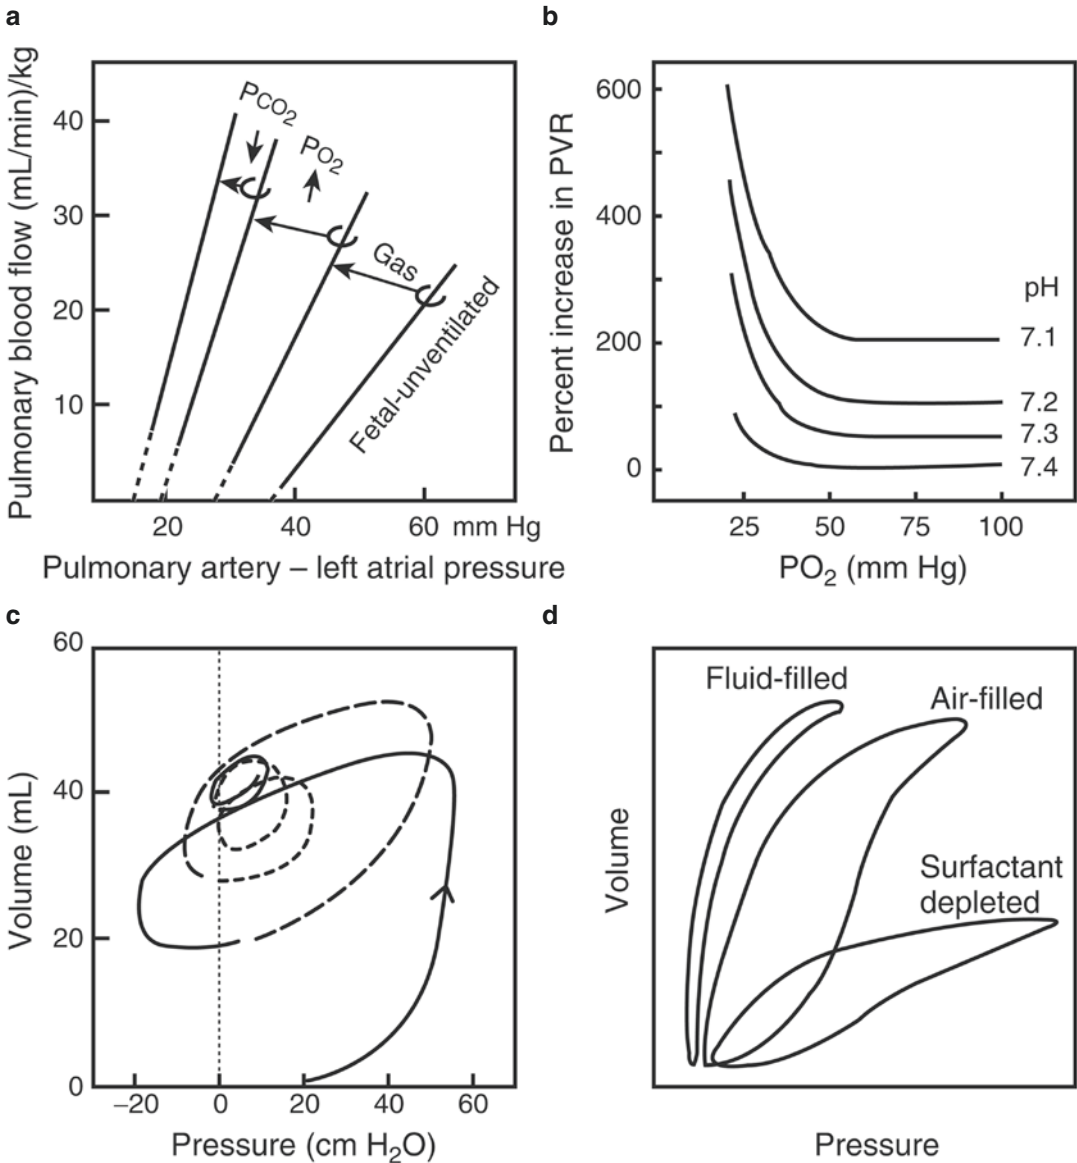 a
Pulmonary blood flow (mL/min)/kg
40
30
20
10
PCO2
PO2
Gas
Fetal-unventilated
20
40
60
mm Hg
Pulmonary artery – left atrial pressure
b
Percent increase in PVR
600
400
200
0
pH
7.1
7.2
7.3
7.4
25
50
75
100
PO₂ (mm Hg)
c
Volume (mL)
60
40
20
0
−20
0
20
40
60
Pressure (cm H₂O)
d
Volume
Fluid-filled
Air-filled
Surfactant
depleted
Pressure